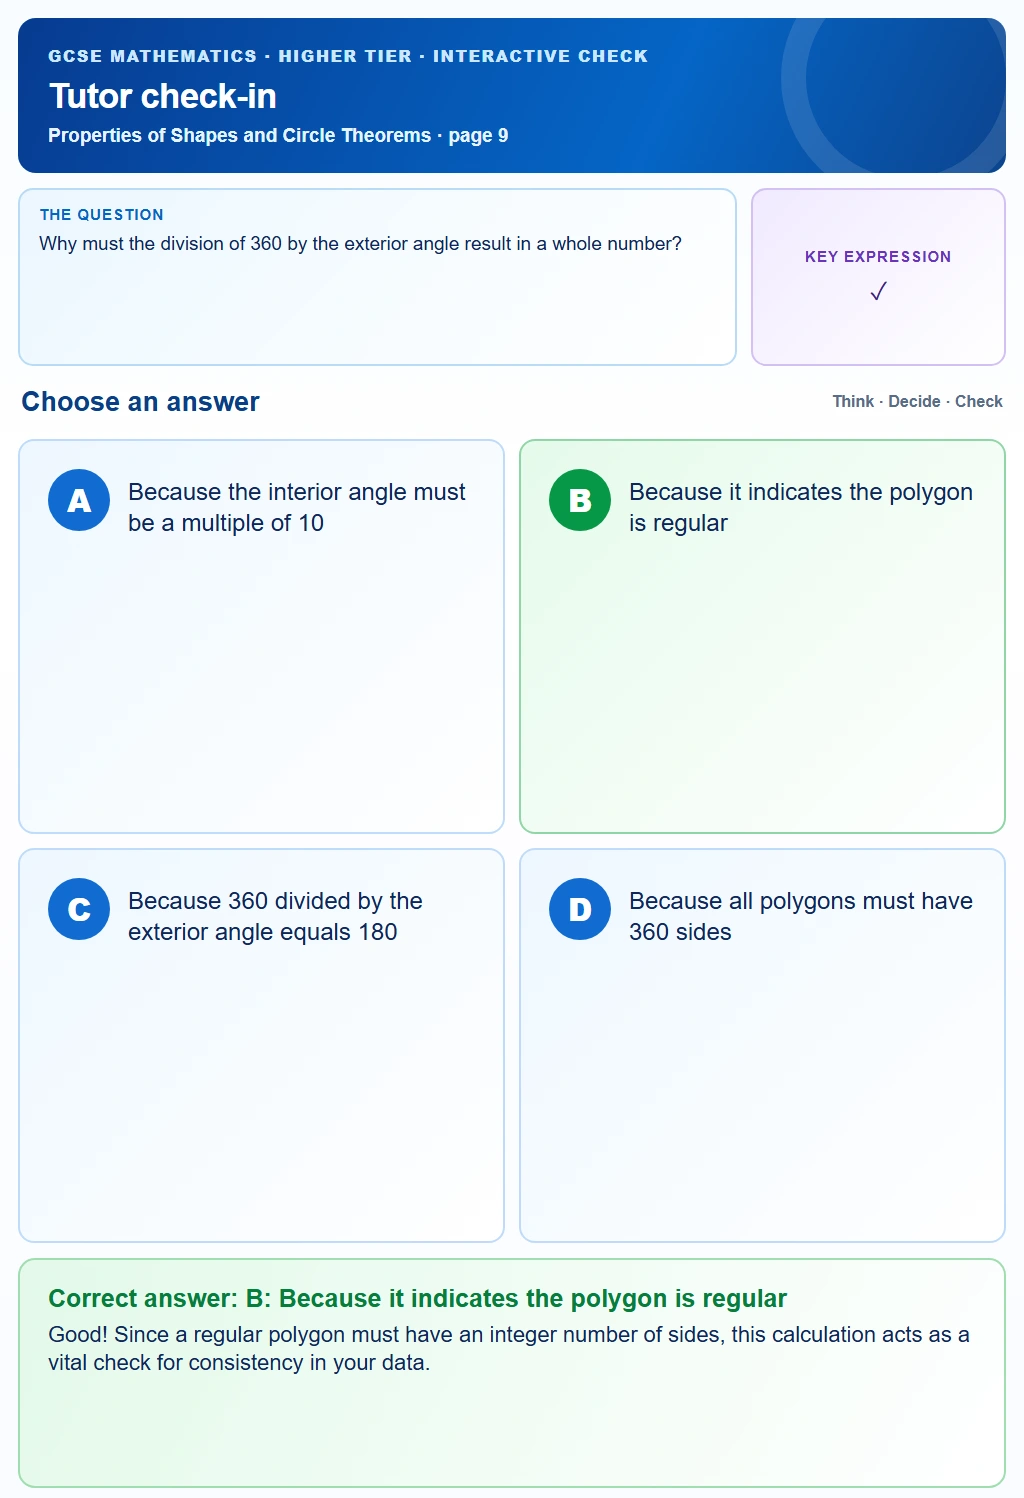 GCSE MATHEMATICS · HIGHER TIER · INTERACTIVE CHECK
Tutor check-in
Properties of Shapes and Circle Theorems · page 9
THE QUESTION
Why must the division of 360 by the exterior angle result in a whole number?
KEY EXPRESSION
✓
Choose an answer
Think · Decide · Check
A
Because the interior angle must
be a multiple of 10
B
Because it indicates the polygon
is regular
C
Because 360 divided by the
exterior angle equals 180
D
Because all polygons must have
360 sides
Correct answer: B: Because it indicates the polygon is regular
Good! Since a regular polygon must have an integer number of sides, this calculation acts as a
vital check for consistency in your data.